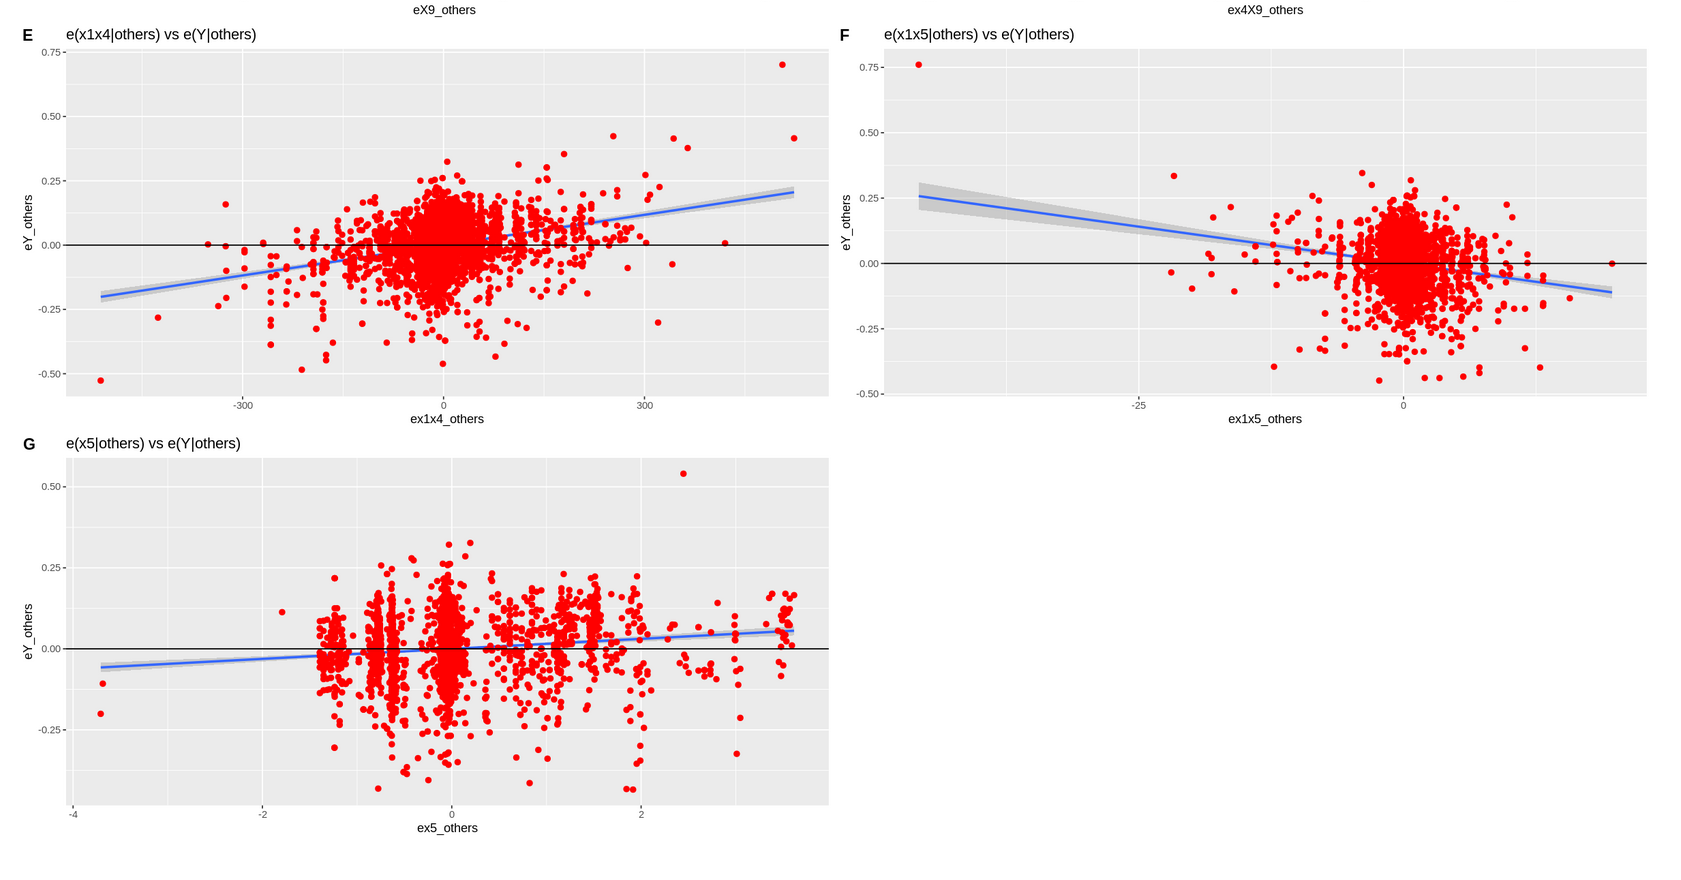 eX9_others
ex4X9_others
E
e(x1x4|others) vs e(Y|others)
0.75
0.50
0.25
0.00
-0.25
-0.50
eY_others
-300
0
300
ex1x4_others
F
e(x1x5|others) vs e(Y|others)
0.75
0.50
0.25
0.00
-0.25
-0.50
eY_others
-25
0
ex1x5_others
G
e(x5|others) vs e(Y|others)
0.50
0.25
0.00
-0.25
eY_others
-4
-2
0
2
ex5_others